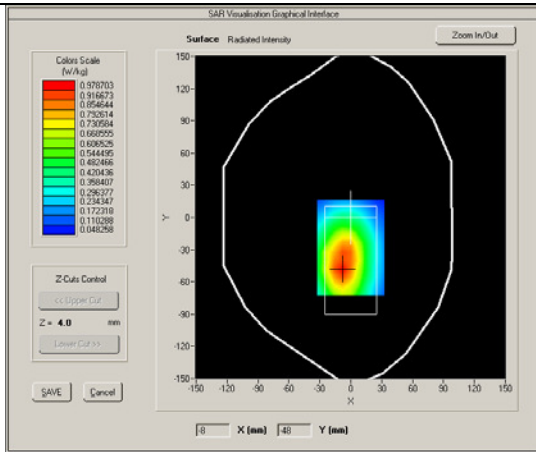 SAR Visualisation Graphical Interface
Surface Radiated Intensity
Zoom In/Out
Colors Scale
(W/kg)
0.978703
0.916673
0.854644
0.792614
0.730584
0.668555
0.606525
0.544495
0.482466
0.420436
0.358407
0.296377
0.234347
0.172318
0.110288
0.048258
Z-Cuts Control
<< Upper Cut
Z = 4.0 mm
Lower Cut >>
SAVE Cancel
150
120
90
60
30
0
-30
-60
-90
-120
-150
Y
-150 -120 -90 -60 -30 0 30 60 90 120 150
X
-8 X (mm) -48 Y (mm)